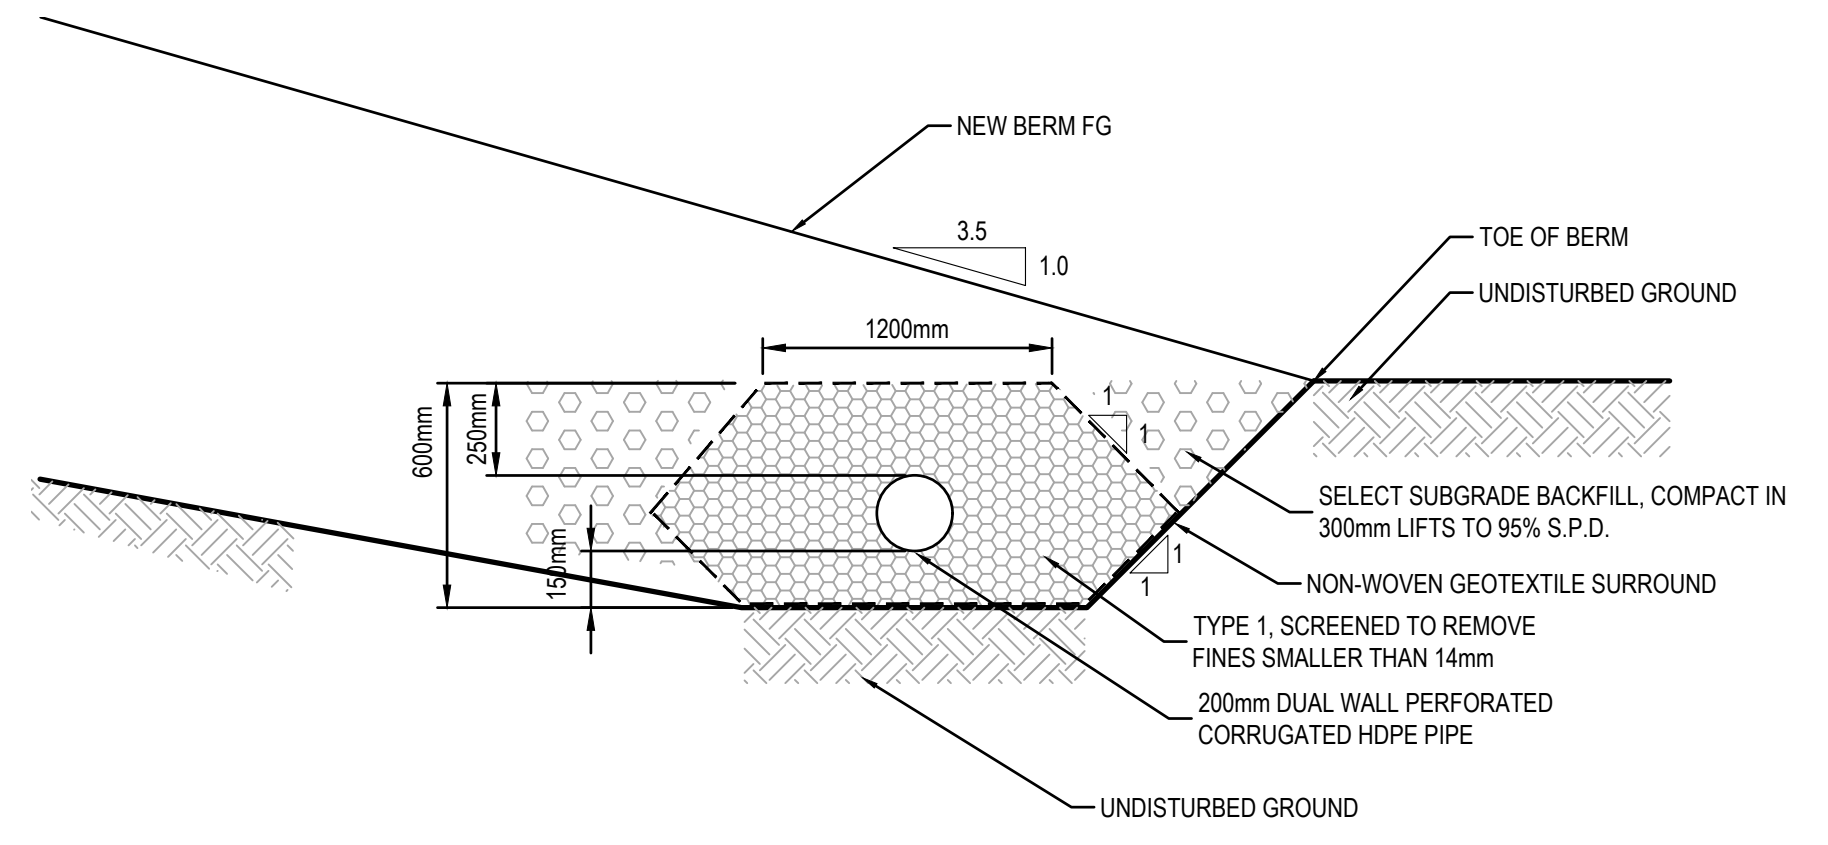 NEW BERM FG
3.5
1.0
TOE OF BERM
UNDISTURBED GROUND
1200mm
600mm
250mm
1
1
SELECT SUBGRADE BACKFILL, COMPACT IN
300mm LIFTS TO 95% S.P.D.
150mm
1
1
NON-WOVEN GEOTEXTILE SURROUND
TYPE 1, SCREENED TO REMOVE
FINES SMALLER THAN 14mm
200mm DUAL WALL PERFORATED
CORRUGATED HDPE PIPE
UNDISTURBED GROUND